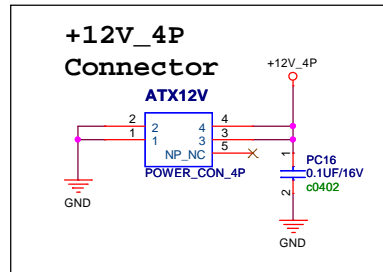 +12V_4P
Connector
+12V_4P
ATX12V
2 2 4 4
1 1 3 3
NP_NC 5
POWER_CON_4P
1
PC16
0.1UF/16V
c0402
2
GND
GND